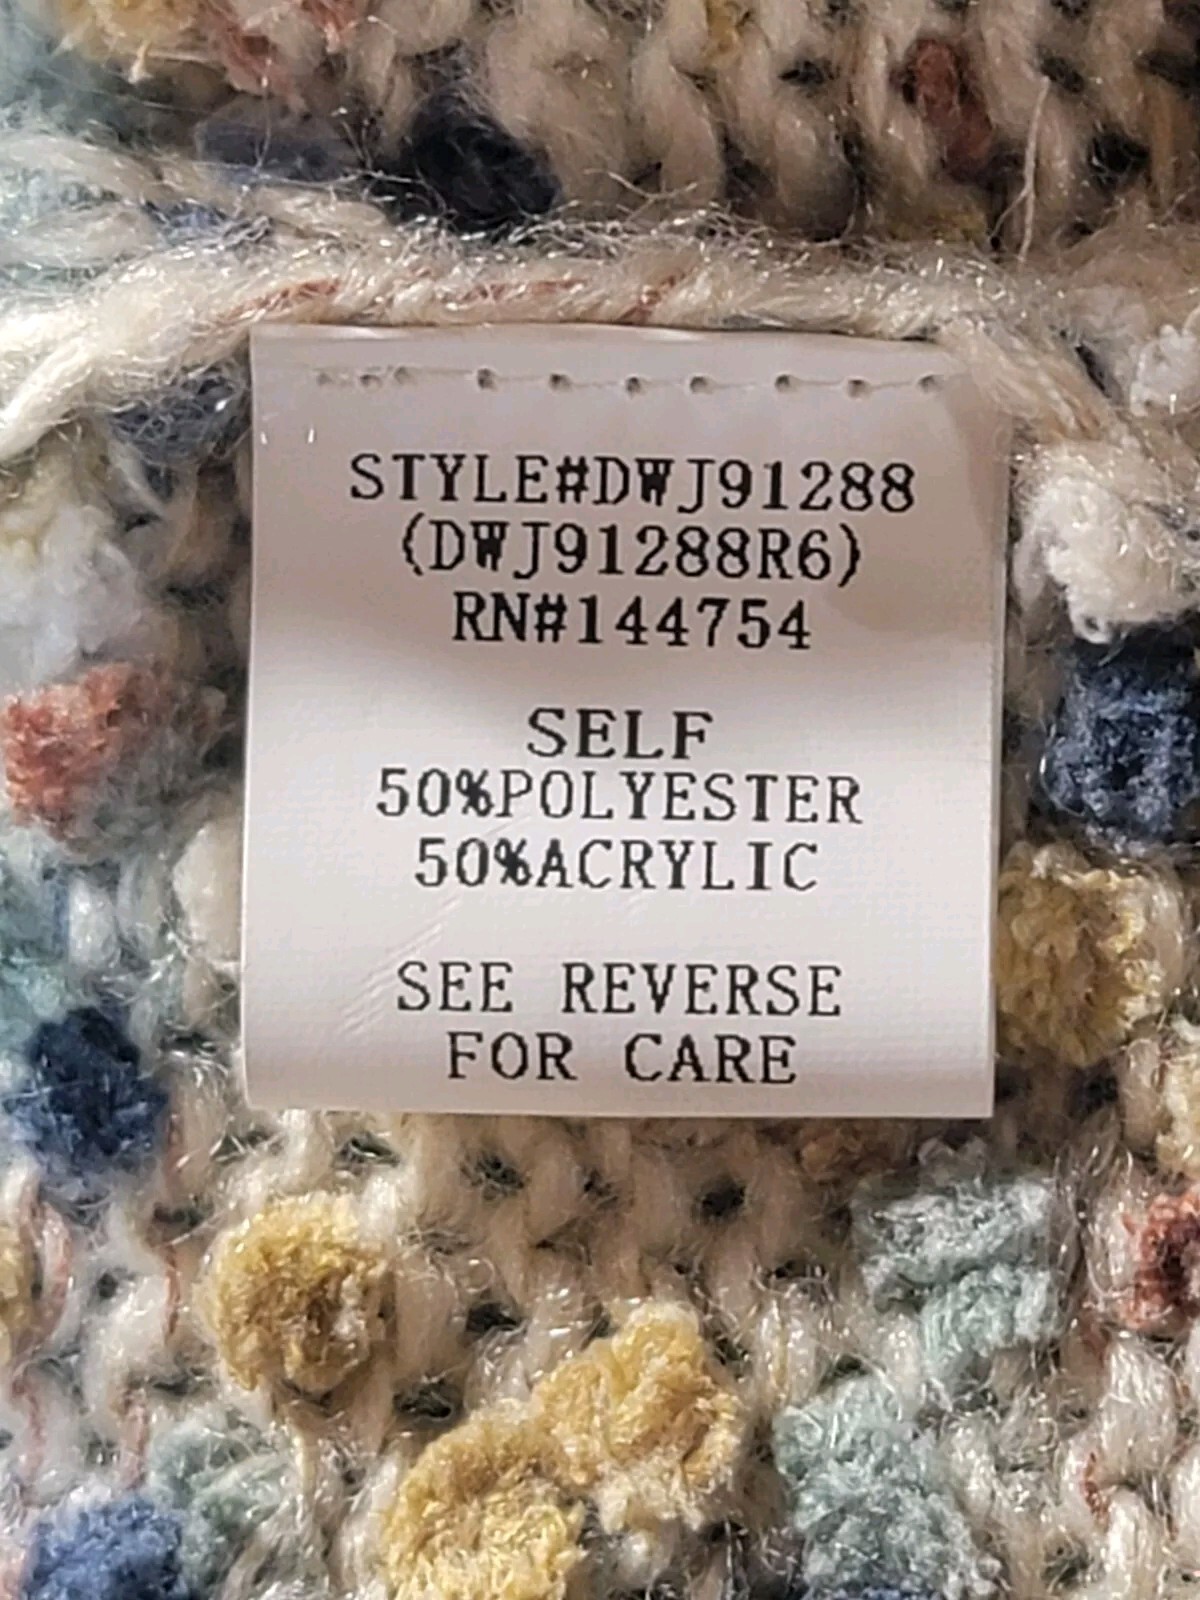 STYLE#DWJ91288
(DWJ91288R6)
RN#144754
SELF
50%POLYESTER
50%ACRYLIC
SEE REVERSE
FOR CARE